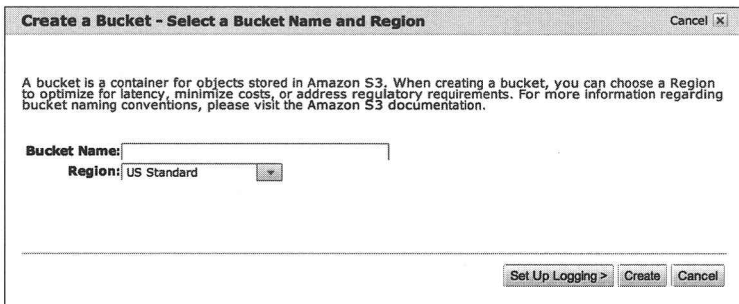 Create a Bucket - Select a Bucket Name and Region
Cancel x
A bucket is a container for objects stored in Amazon S3. When creating a bucket, you can choose a Region
to optimize for latency, minimize costs, or address regulatory requirements. For more information regarding
bucket naming conventions, please visit the Amazon S3 documentation.
Bucket Name:
Region: US Standard
Set Up Logging > Create Cancel